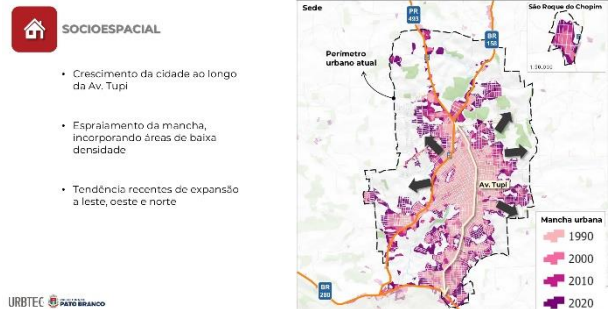 SOCIOESPACIAL
• Crescimento da cidade ao longo
da Av. Tupi
• Espraiamento da mancha,
incorporando áreas de baixa
densidade
• Tendência recentes de expansão
a leste, oeste e norte
URBTEC
PATO BRANCO
Sede
PR
493
BR
158
São Roque do Chopim
Perímetro
urbano atual
Av. Tupi
BR
280
Mancha urbana
1990
2000
2010
2020